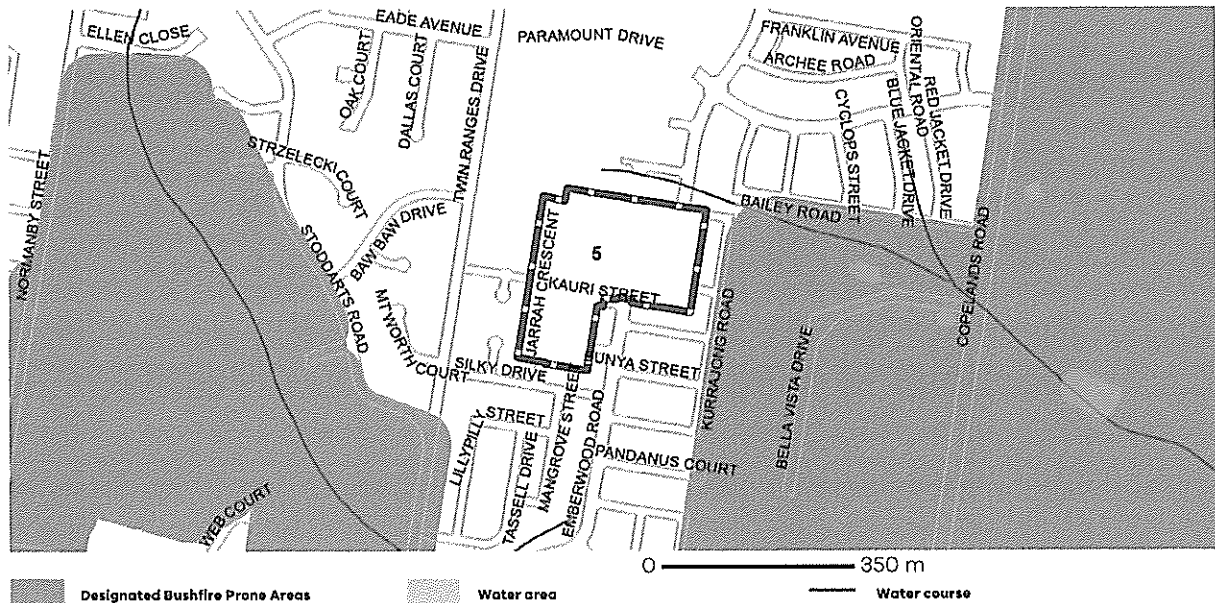 ELLEN CLOSE
EADE AVENUE
PARAMOUNT DRIVE
FRANKLIN AVENUE
ARCHEE ROAD
ORIENTAL ROAD
RED JACKET DRIVE
OAK COURT
DALLAS COURT
TWIN RANGES DRIVE
CYCLOPS STREET
BLUE JACKET DRIVE
STRZELECKI COURT
NORMANBY STREET
BAILEY ROAD
BAW BAW DRIVE
STODDARTS ROAD
JARRAH CRESCENT
5
KAURI STREET
COPELANDS ROAD
MT WORTH COURT
KURRAJONG ROAD
SILKY DRIVE
UNYA STREET
BELLA VISTA DRIVE
LILLYPILLY STREET
TASSELL DRIVE
MANGROVE STREET
EMBERWOOD ROAD
PANDANUS COURT
WEB COURT
0 350 m
Designated Bushfire Prone Areas
Water area
Water course